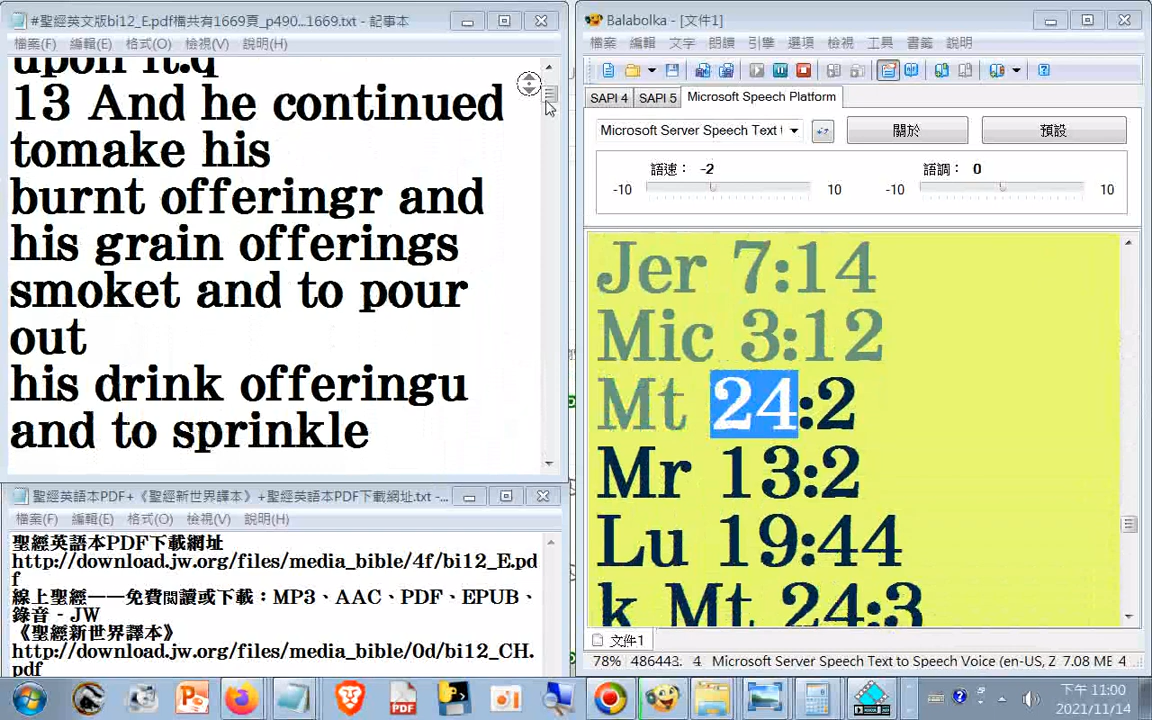 #聖經英文版bi12_E.pdf檔共有1669頁_p490...1669.txt - 記事本
檔案(F) 編輯(E) 格式(O) 檢視(V) 說明(H)
upon it.q
13 And he continued
tomake his
burnt offeringr and
his grain offerings
smoket and to pour
out
his drink offeringu
and to sprinkle
聖經英語本PDF+《聖經新世界譯本》+聖經英語本PDF下載網址.txt -...
檔案(F) 編輯(E) 格式(O) 檢視(V) 說明(H)
聖經英語本PDF下載網址
http://download.jw.org/files/media_bible/4f/bi12_E.pd
f
線上聖經——免費閱讀或下載：MP3、AAC、PDF、EPUB、
錄音 - JW
《聖經新世界譯本》
http://download.jw.org/files/media_bible/0d/bi12_CH.
pdf
Balabolka - [文件1]
檔案 編輯 文字 朗讀 引擎 選項 檢視 工具 書籤 說明
SAPI 4 SAPI 5 Microsoft Speech Platform
Microsoft Server Speech Text t 關於 預設
語速： -2 語調： 0
-10 10 -10 10
Jer 7:14
Mic 3:12
Mt 24:2
Mr 13:2
Lu 19:44
k Mt 24:3
文件1
78% 486443. 4 Microsoft Server Speech Text to Speech Voice (en-US, Z 7.08 ME 4
下午 11:00
2021/11/14